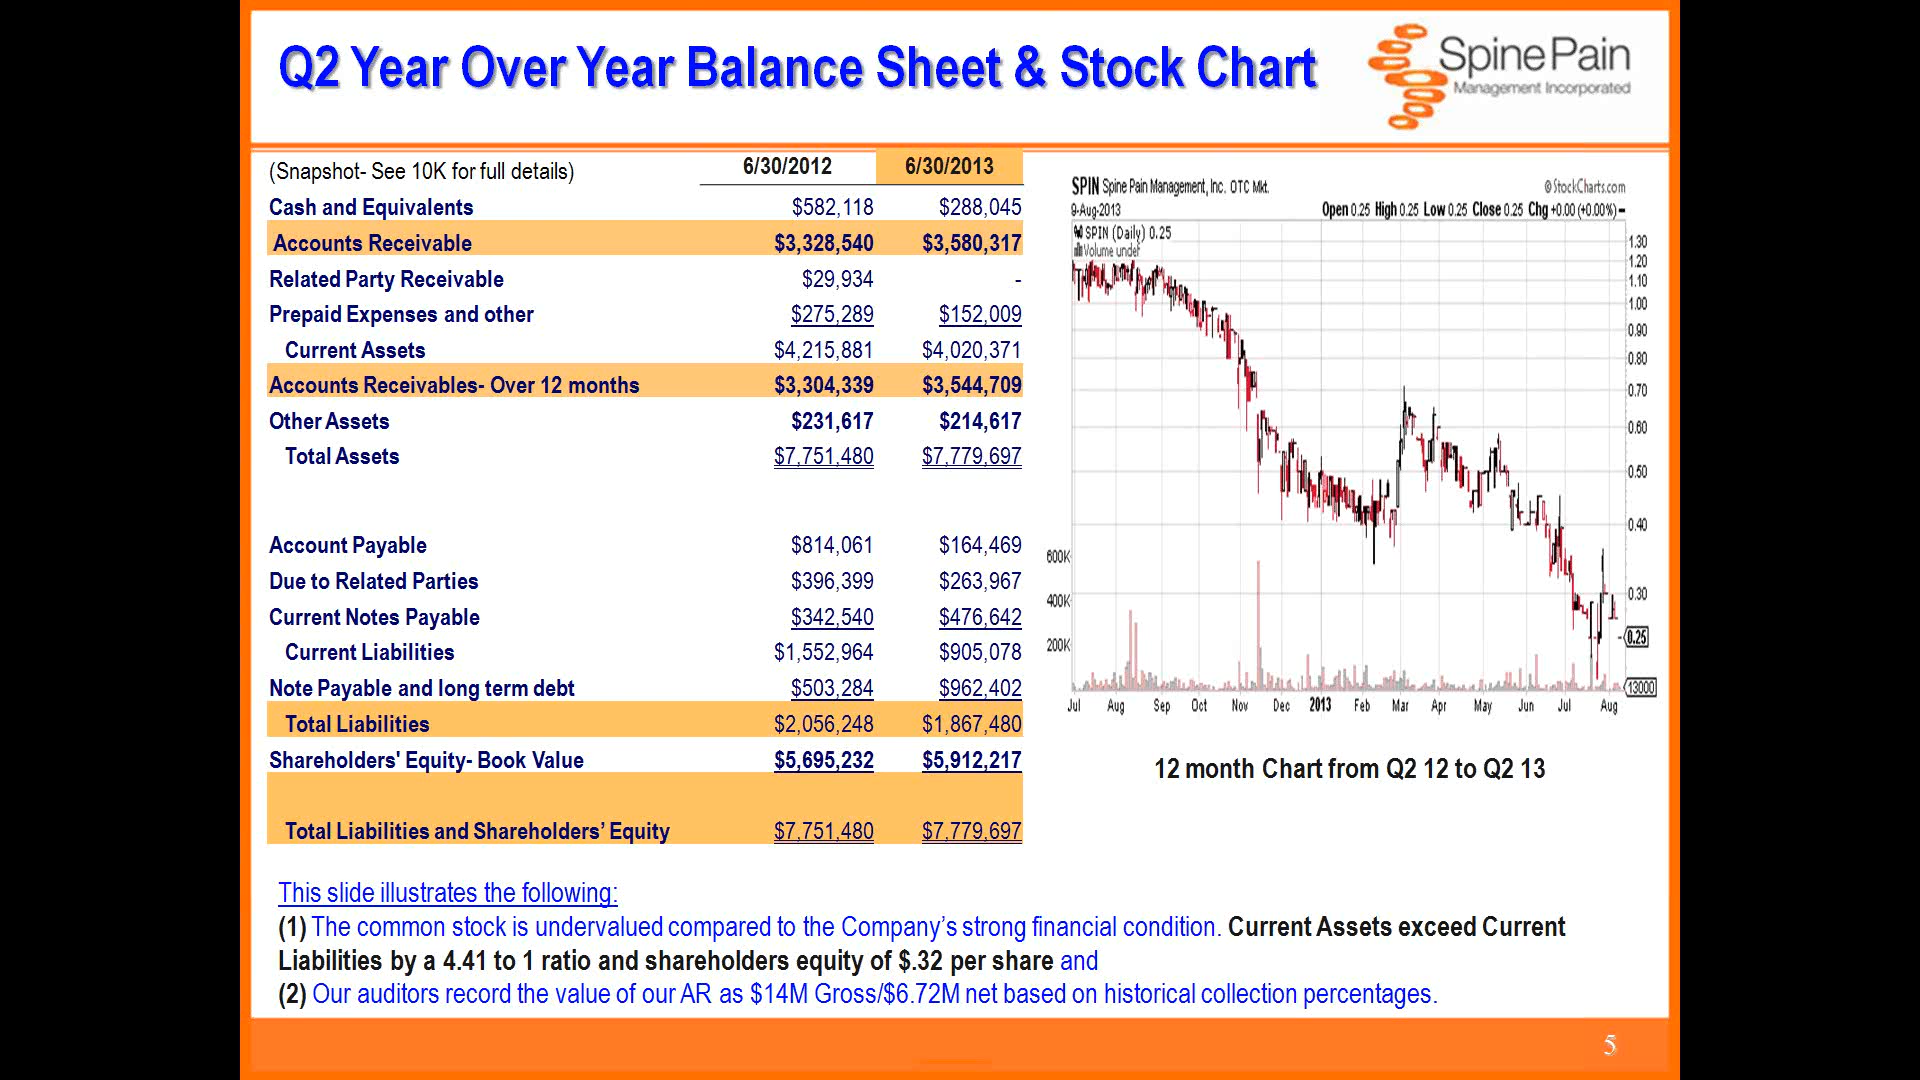 Q2 Year Over Year Balance Sheet & Stock Chart
Spine Pain
Management Incorporated
(Snapshot- See 10K for full details) 6/30/2012 6/30/2013
Cash and Equivalents $582,118 $288,045
Accounts Receivable $3,328,540 $3,580,317
Related Party Receivable $29,934 -
Prepaid Expenses and other $275,289 $152,009
Current Assets $4,215,881 $4,020,371
Accounts Receivables- Over 12 months $3,304,339 $3,544,709
Other Assets $231,617 $214,617
Total Assets $7,751,480 $7,779,697
Account Payable $814,061 $164,469
Due to Related Parties $396,399 $263,967
Current Notes Payable $342,540 $476,642
Current Liabilities $1,552,964 $905,078
Note Payable and long term debt $503,284 $962,402
Total Liabilities $2,056,248 $1,867,480
Shareholders' Equity- Book Value $5,695,232 $5,912,217
Total Liabilities and Shareholders’ Equity $7,751,480 $7,779,697
SPIN Spine Pain Management, Inc. OTC Mkt. © StockCharts.com
9-Aug-2013 Open 0.25 High 0.25 Low 0.25 Close 0.25 Chg +0.00 (+0.00%)
SPIN (Daily) 0.25
Volume undef
1.30
1.20
1.10
1.00
0.90
0.80
0.70
0.60
0.50
0.40
0.30
0.25
600K
400K
200K
13000
Jul Aug Sep Oct Nov Dec 2013 Feb Mar Apr May Jun Jul Aug
12 month Chart from Q2 12 to Q2 13
This slide illustrates the following:
(1) The common stock is undervalued compared to the Company’s strong financial condition. Current Assets exceed Current
Liabilities by a 4.41 to 1 ratio and shareholders equity of $.32 per share and
(2) Our auditors record the value of our AR as $14M Gross/$6.72M net based on historical collection percentages.
5